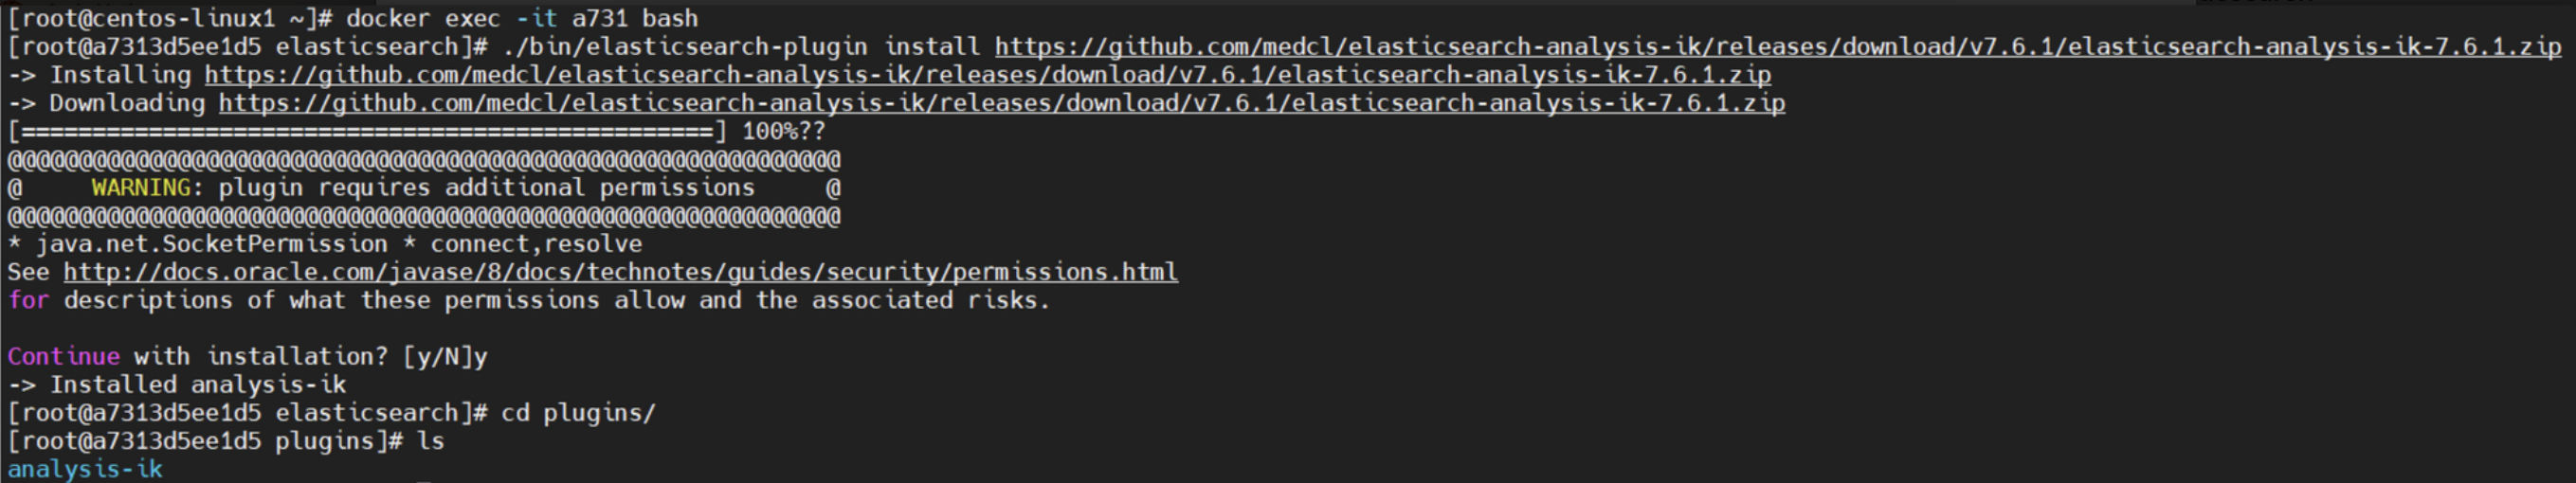 [root@centos-linux1 ~]# docker exec -it a731 bash
[root@a7313d5ee1d5 elasticsearch]# ./bin/elasticsearch-plugin install https://github.com/medcl/elasticsearch-analysis-ik/releases/download/v7.6.1/elasticsearch-analysis-ik-7.6.1.zip
-> Installing https://github.com/medcl/elasticsearch-analysis-ik/releases/download/v7.6.1/elasticsearch-analysis-ik-7.6.1.zip
-> Downloading https://github.com/medcl/elasticsearch-analysis-ik/releases/download/v7.6.1/elasticsearch-analysis-ik-7.6.1.zip
[=================================================] 100%??
@@@@@@@@@@@@@@@@@@@@@@@@@@@@@@@@@@@@@@@@@@@@@@@@@@@@@@@@@@@
@     WARNING: plugin requires additional permissions     @
@@@@@@@@@@@@@@@@@@@@@@@@@@@@@@@@@@@@@@@@@@@@@@@@@@@@@@@@@@@
* java.net.SocketPermission * connect,resolve
See http://docs.oracle.com/javase/8/docs/technotes/guides/security/permissions.html
for descriptions of what these permissions allow and the associated risks.
Continue with installation? [y/N]y
-> Installed analysis-ik
[root@a7313d5ee1d5 elasticsearch]# cd plugins/
[root@a7313d5ee1d5 plugins]# ls
analysis-ik